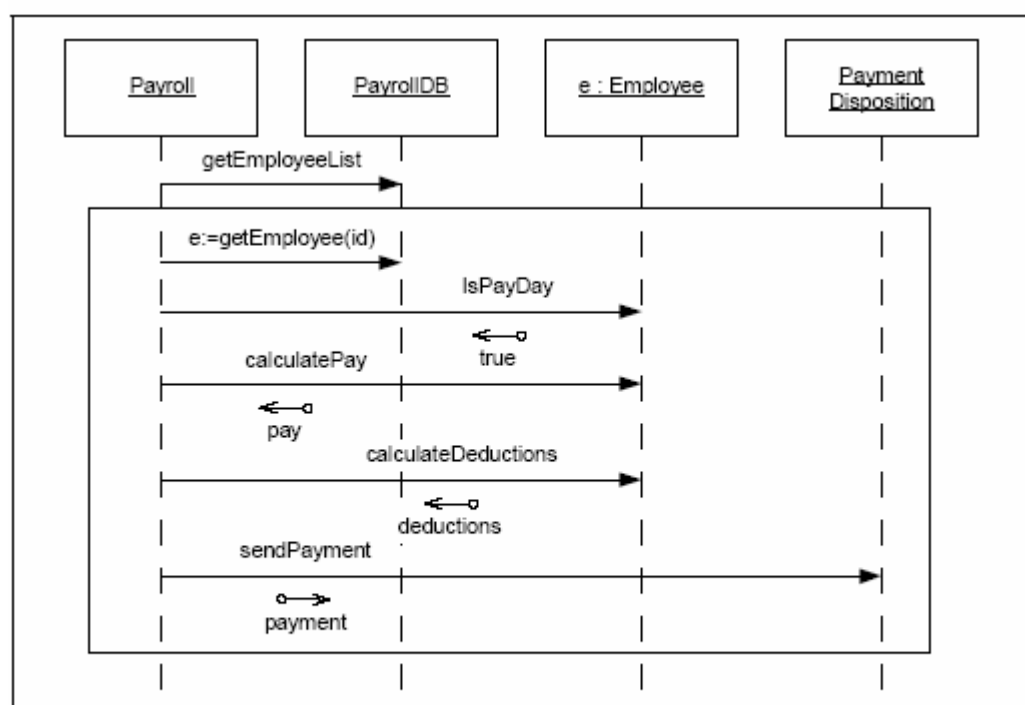 Payroll
PayrollDB
e : Employee
Payment
Disposition
getEmployeeList
e:=getEmployee(id)
IsPayDay
true
calculatePay
pay
calculateDeductions
deductions
sendPayment
payment